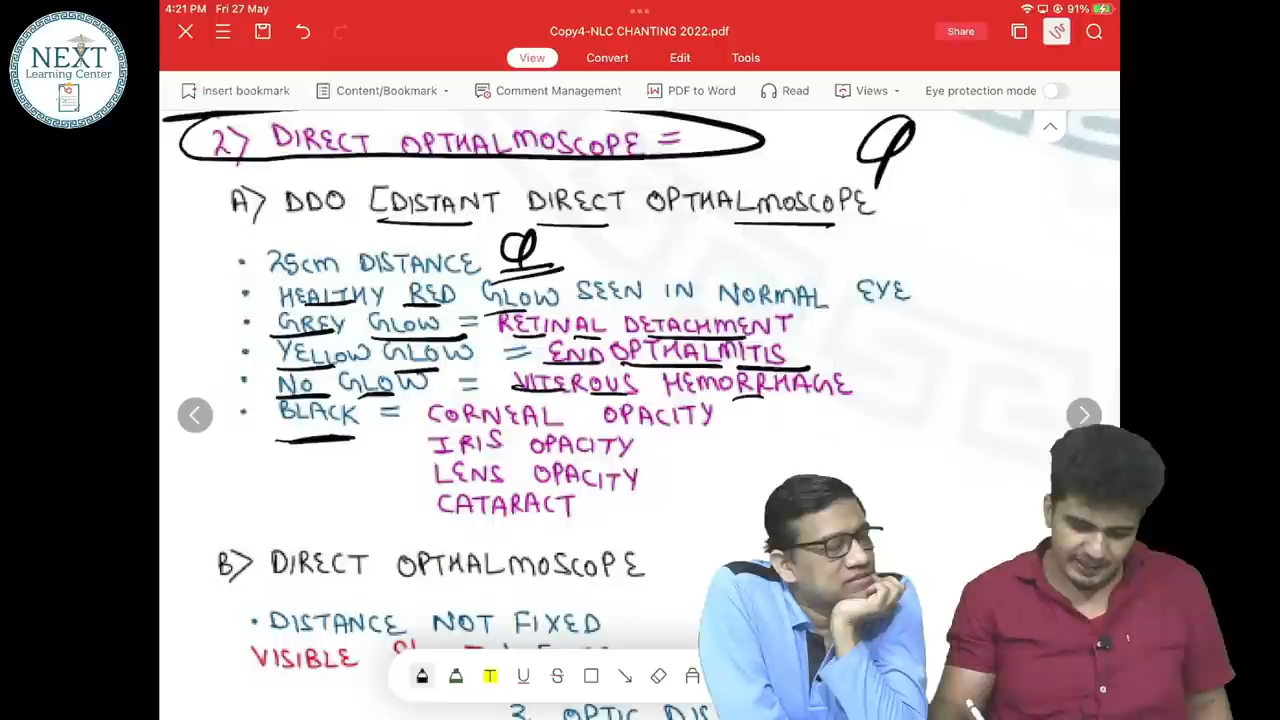 4:21 PM Fri 27 May
91%
NEXT
Learning Center
Copy4-NLC CHANTING 2022.pdf
Share
View Convert Edit Tools
Insert bookmark Content/Bookmark Comment Management PDF to Word Read Views Eye protection mode
2) DIRECT OPTHALMOSCOPE =
A) DDO [DISTANT DIRECT OPTHALMOSCOPE
• 25cm DISTANCE
• HEALTHY RED GLOW SEEN IN NORMAL EYE
• GREY GLOW = RETINAL DETACHMENT
• YELLOW GLOW = ENDOPTHALMITIS
• NO GLOW = VITEROUS HEMORRHAGE
• BLACK = CORNEAL OPACITY
IRIS OPACITY
LENS OPACITY
CATARACT
B) DIRECT OPTHALMOSCOPE
• DISTANCE NOT FIXED
VISIBLE
3. OPTIC DIS